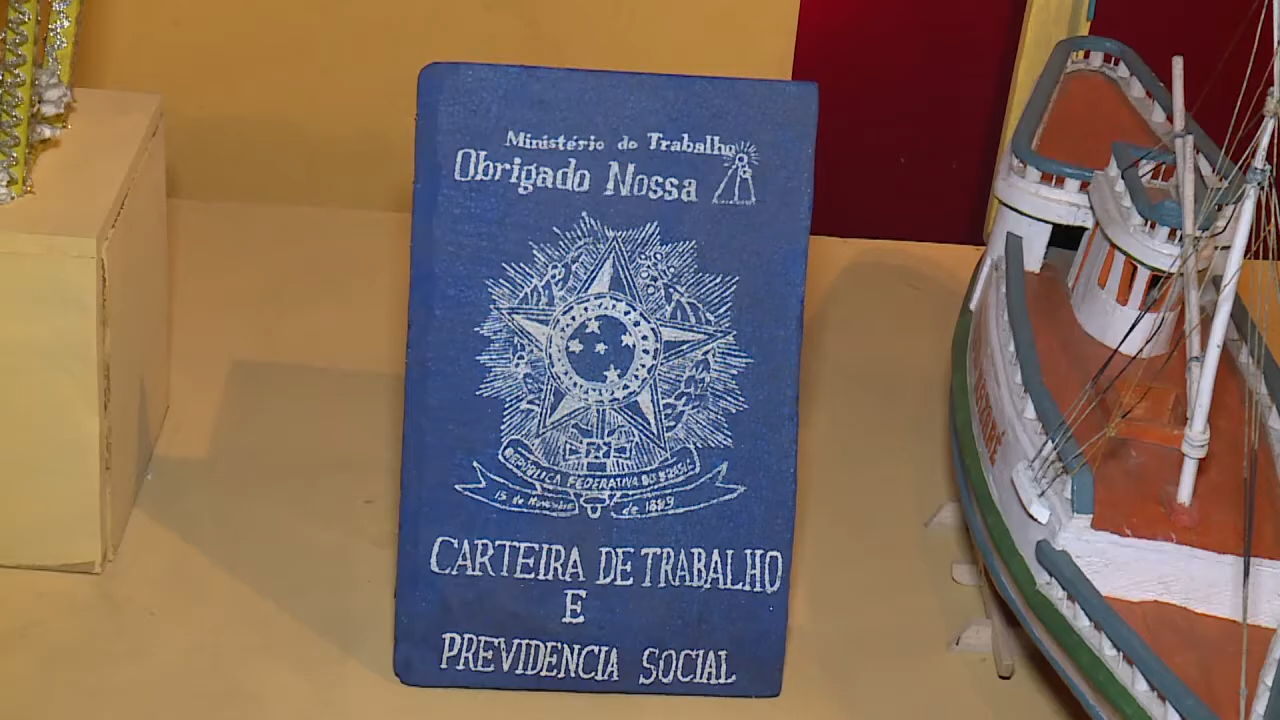 Ministério do Trabalho
Obrigado Nossa
REPÚBLICA FEDERATIVA DO BRASIL
15 de Novembro de 1889
CARTEIRA DE TRABALHO
E
PREVIDENCIA SOCIAL